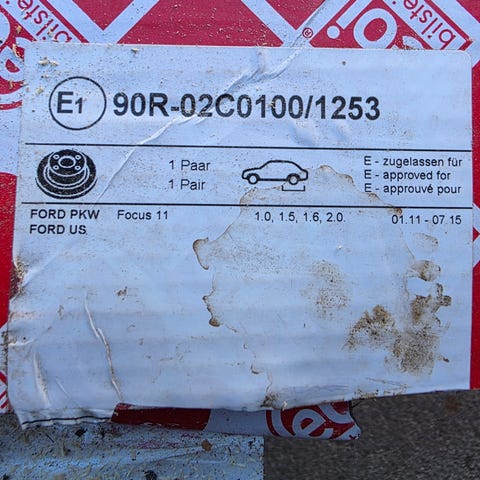 bilstei
E1 90R-02C0100/1253
1 Paar
1 Pair
E - zugelassen für
E - approved for
E - approuvé pour
FORD PKW Focus 11 1.0, 1.5, 1.6, 2.0. 01.11 - 07.15
FORD US